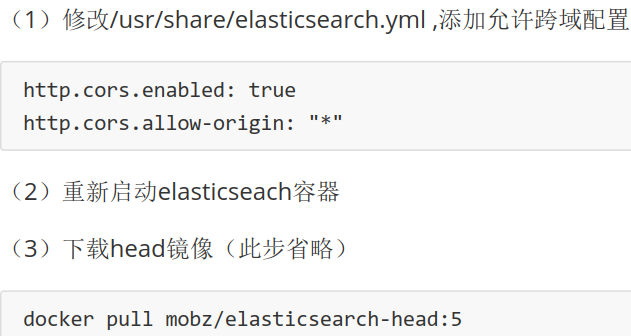 （1）修改/usr/share/elasticsearch.yml ,添加允许跨域配置
http.cors.enabled: true
http.cors.allow-origin: "*"
（2）重新启动elasticseach容器
（3）下载head镜像（此步省略）
docker pull mobz/elasticsearch-head:5